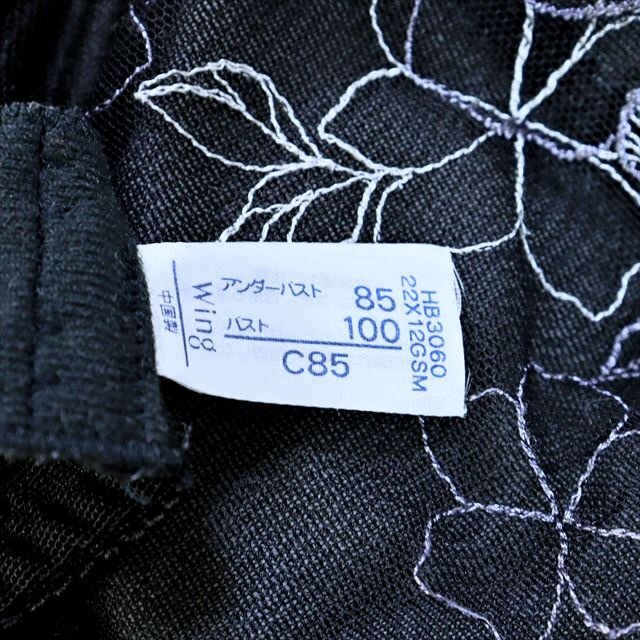 アンダーバスト 85
バスト 100
C85
Wing
中国製
HB3060
22X12GSM